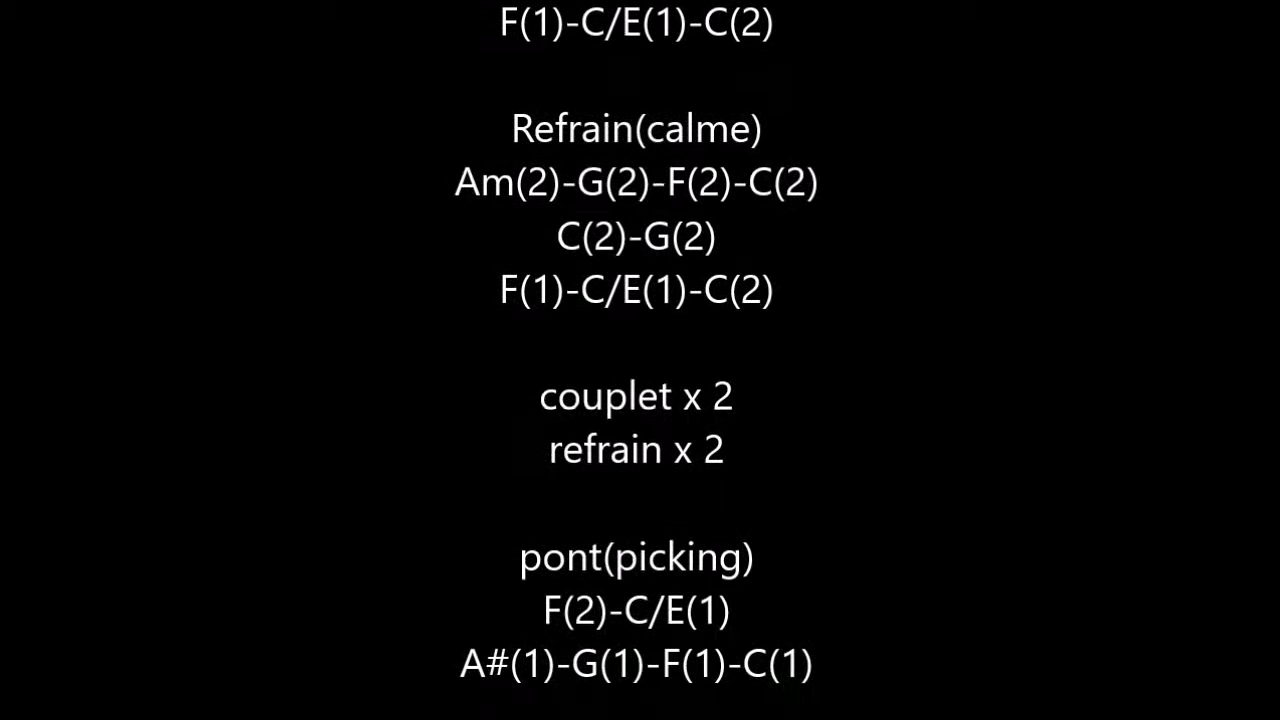 F(1)-C/E(1)-C(2)
Refrain(calme)
Am(2)-G(2)-F(2)-C(2)
C(2)-G(2)
F(1)-C/E(1)-C(2)
couplet x 2
refrain x 2
pont(picking)
F(2)-C/E(1)
A#(1)-G(1)-F(1)-C(1)